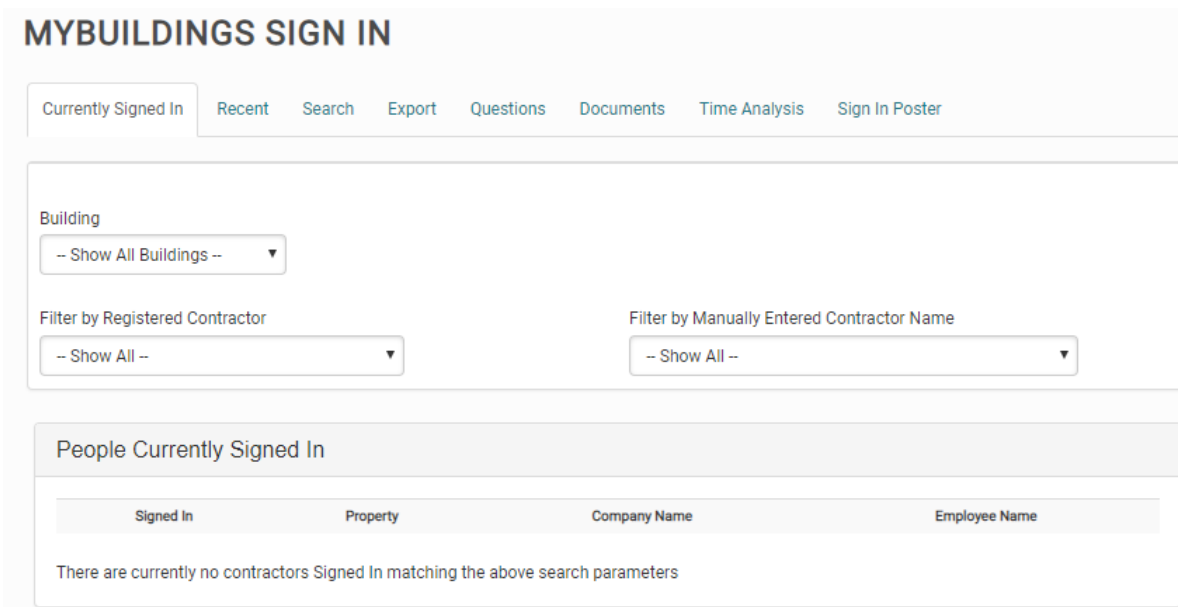 MYBUILDINGS SIGN IN
Currently Signed In Recent Search Export Questions Documents Time Analysis Sign In Poster
Building
-- Show All Buildings --
Filter by Registered Contractor Filter by Manually Entered Contractor Name
-- Show All -- -- Show All --
People Currently Signed In
Signed In Property Company Name Employee Name
There are currently no contractors Signed In matching the above search parameters